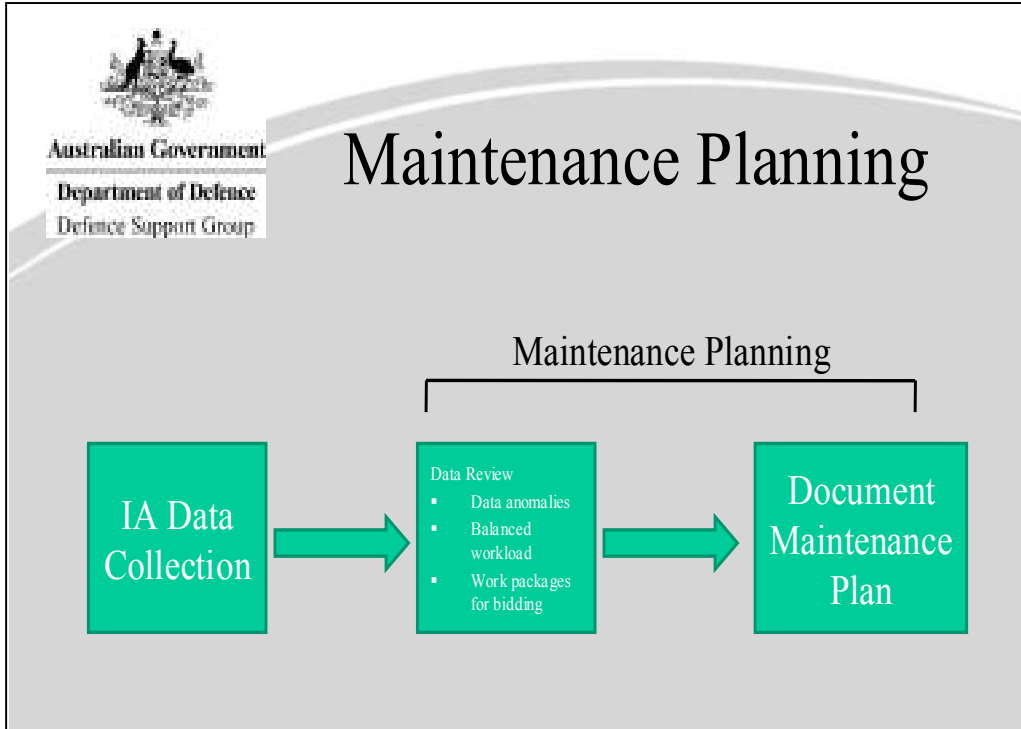 Australian Government
Department of Defence
Defence Support Group
Maintenance Planning
Maintenance Planning
IA Data
Collection
Data Review
▪ Data anomalies
▪ Balanced
workload
▪ Work packages
for bidding
Document
Maintenance
Plan